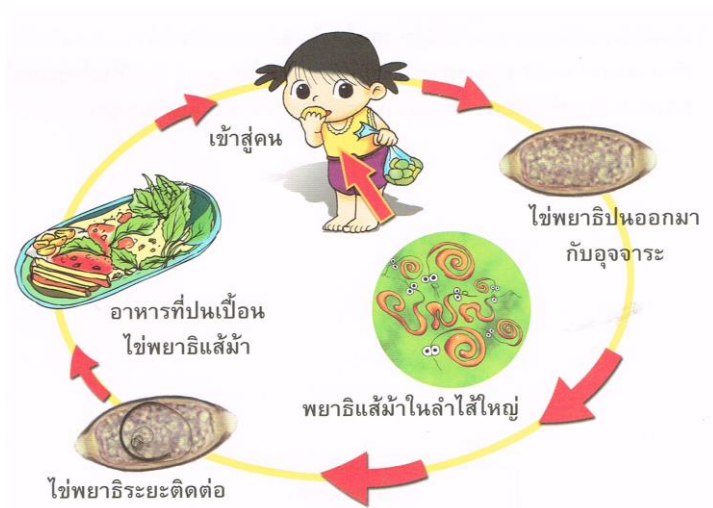 เข้าสู่คน
ไข่พยาธิปนออกมา
กับอุจจาระ
อาหารที่ปนเปื้อน
ไข่พยาธิแส้ม้า
พยาธิแส้ม้าในลำไส้ใหญ่
ไข่พยาธิระยะติดต่อ